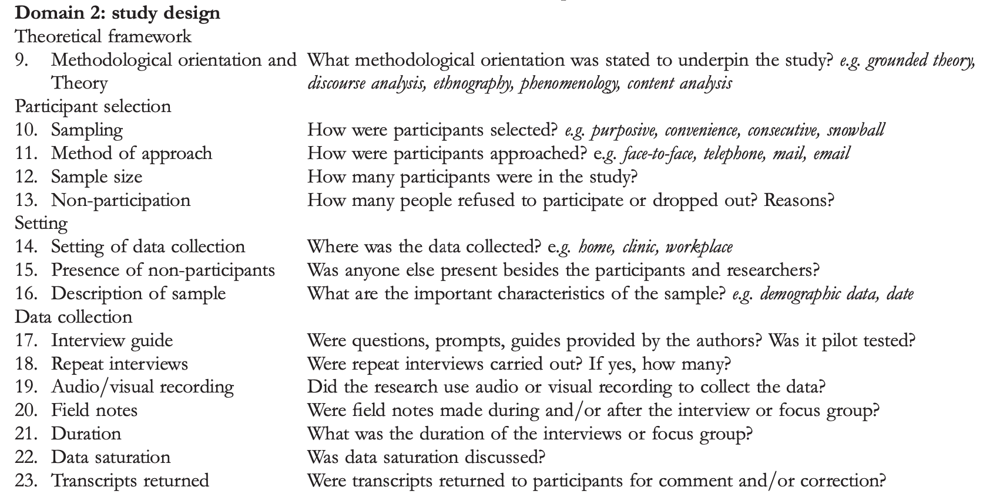 Domain 2: study design
Theoretical framework
9. Methodological orientation and What methodological orientation was stated to underpin the study? e.g. grounded theory,
Theory discourse analysis, ethnography, phenomenology, content analysis
Participant selection
10. Sampling How were participants selected? e.g. purposive, convenience, consecutive, snowball
11. Method of approach How were participants approached? e.g. face-to-face, telephone, mail, email
12. Sample size How many participants were in the study?
13. Non-participation How many people refused to participate or dropped out? Reasons?
Setting
14. Setting of data collection Where was the data collected? e.g. home, clinic, workplace
15. Presence of non-participants Was anyone else present besides the participants and researchers?
16. Description of sample What are the important characteristics of the sample? e.g. demographic data, date
Data collection
17. Interview guide Were questions, prompts, guides provided by the authors? Was it pilot tested?
18. Repeat interviews Were repeat interviews carried out? If yes, how many?
19. Audio/visual recording Did the research use audio or visual recording to collect the data?
20. Field notes Were field notes made during and/or after the interview or focus group?
21. Duration What was the duration of the interviews or focus group?
22. Data saturation Was data saturation discussed?
23. Transcripts returned Were transcripts returned to participants for comment and/or correction?